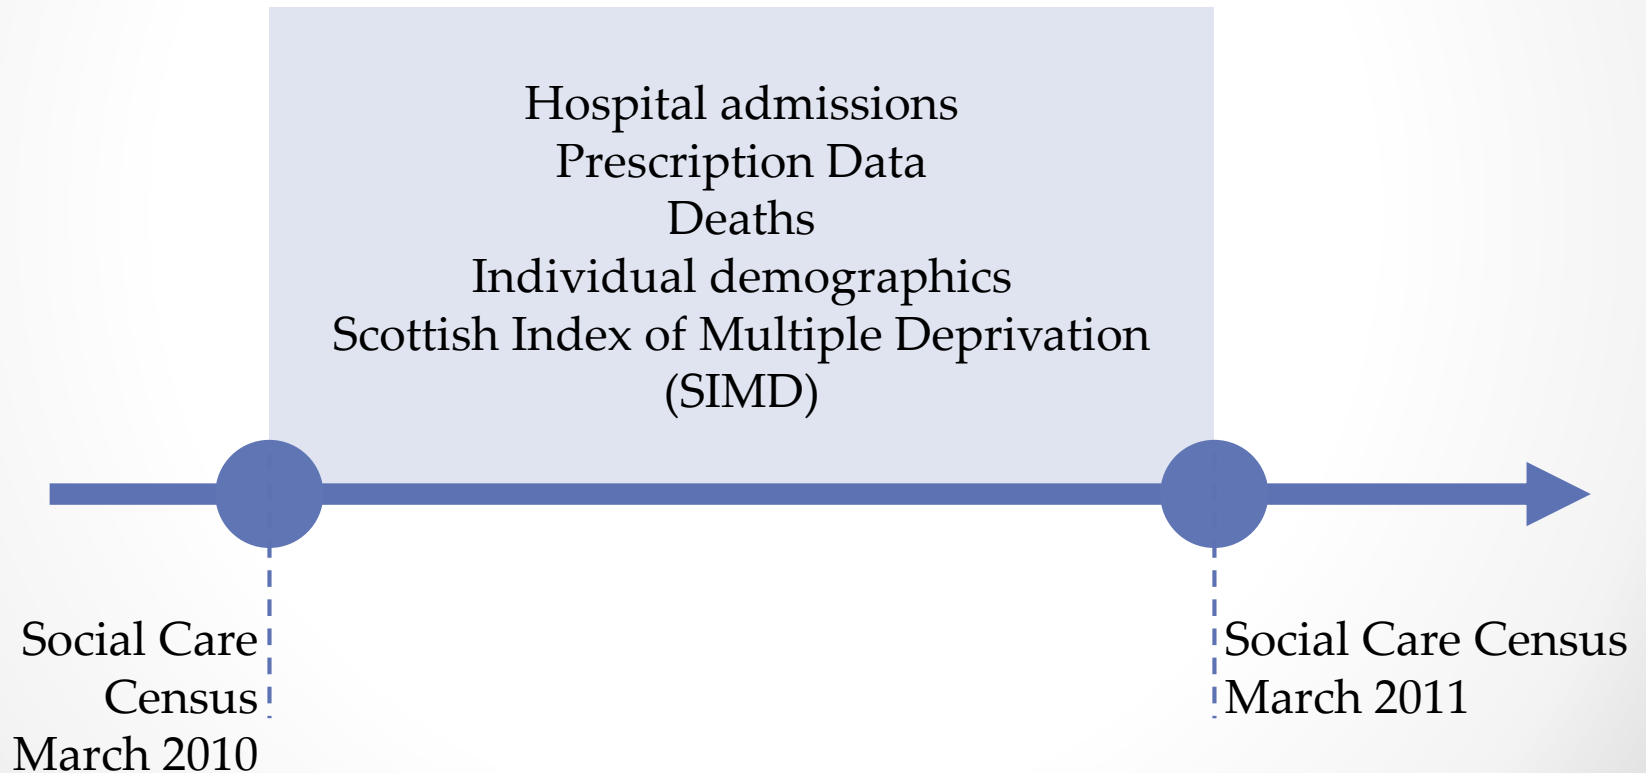 Hospital admissions
Prescription Data
Deaths
Individual demographics
Scottish Index of Multiple Deprivation
(SIMD)
Social Care
Census
March 2010
Social Care Census
March 2011